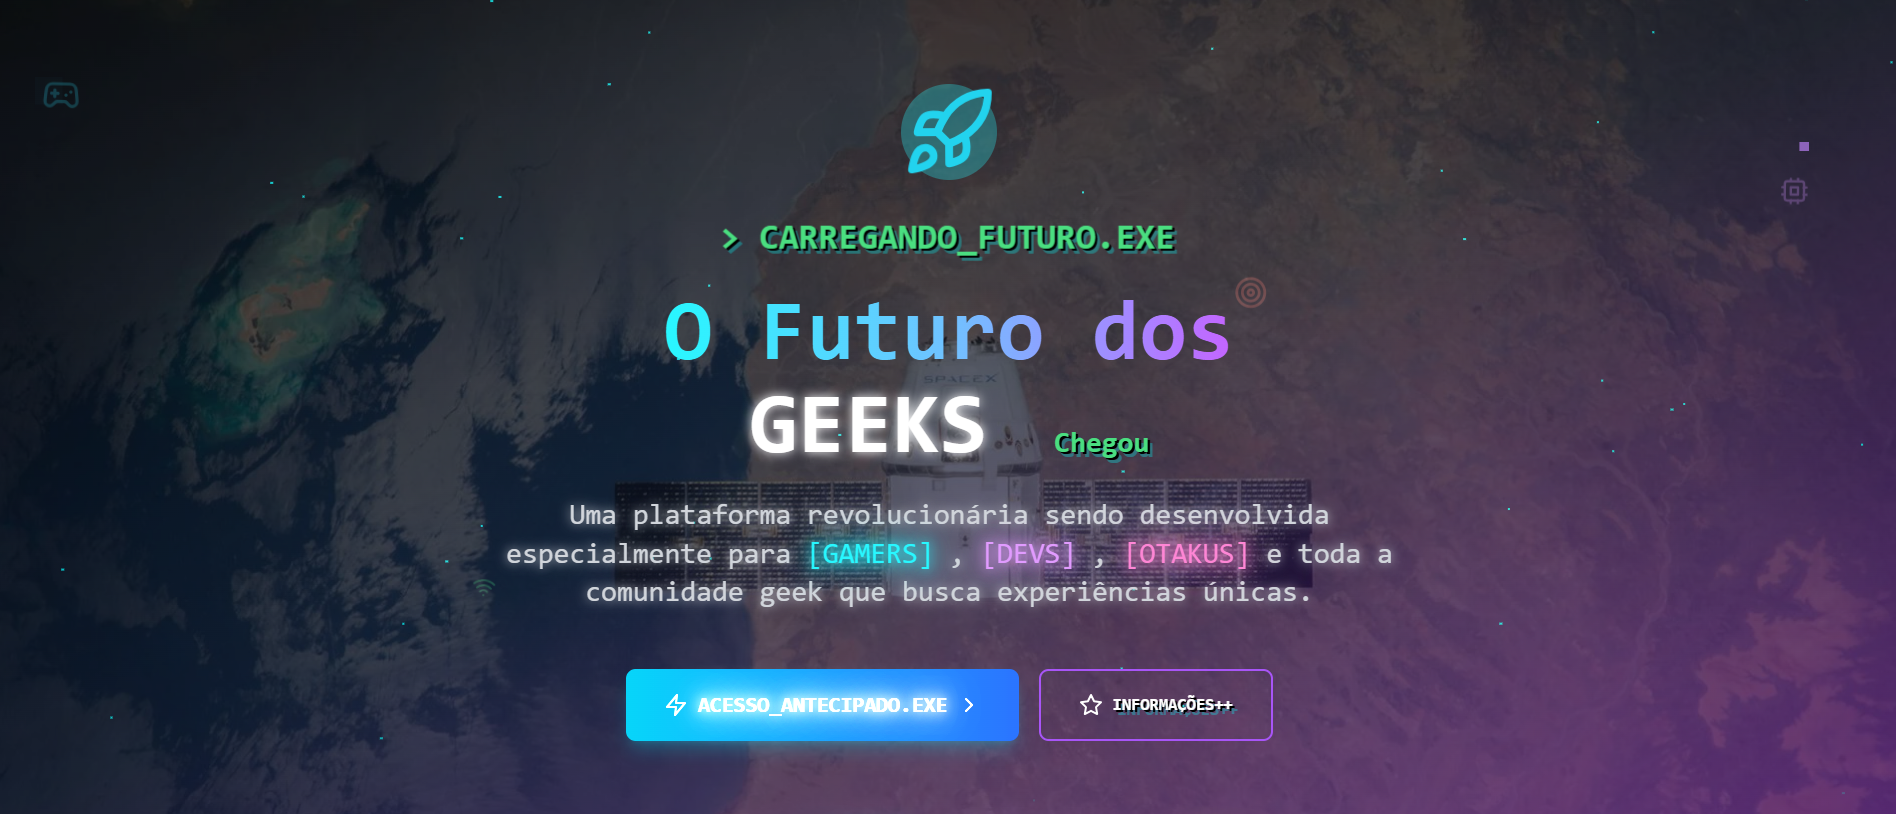 > CARREGANDO_FUTURO.EXE
O Futuro dos
SPACEX
GEEKS Chegou
Uma plataforma revolucionária sendo desenvolvida
especialmente para [GAMERS] , [DEVS] , [OTAKUS] e toda a
comunidade geek que busca experiências únicas.
ACESSO_ANTECIPADO.EXE
INFORMAÇÕES++